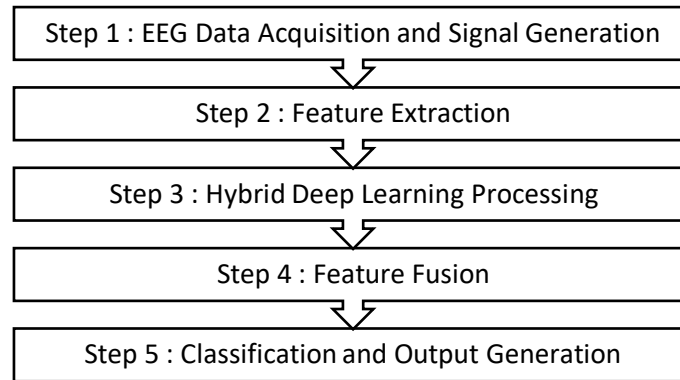 Step 1 : EEG Data Acquisition and Signal Generation
Step 2 : Feature Extraction
Step 3 : Hybrid Deep Learning Processing
Step 4 : Feature Fusion
Step 5 : Classification and Output Generation